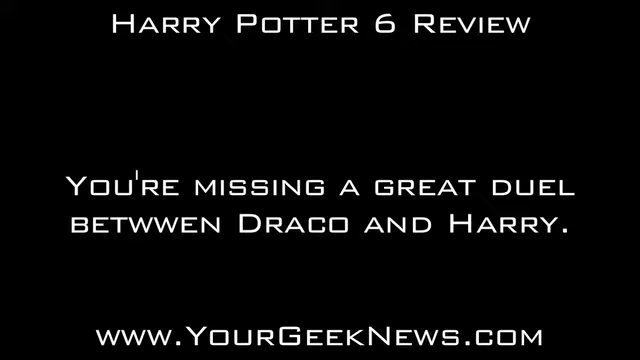 Harry Potter 6 Review
You're missing a great duel
betwwen Draco and Harry.
www.YourGeekNews.com